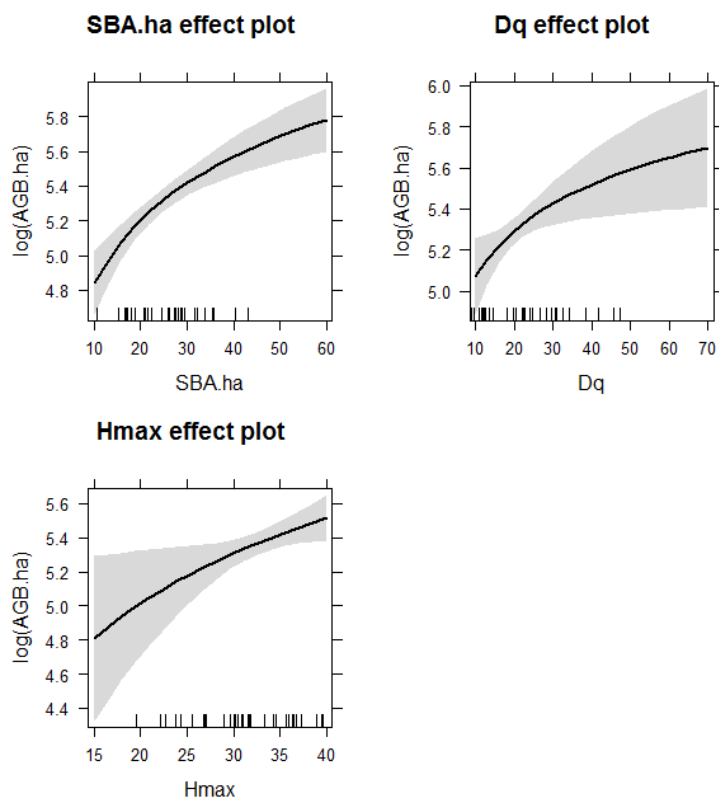 SBA.ha effect plot
log(AGB.ha)
5.8
5.6
5.4
5.2
5.0
4.8
10 20 30 40 50 60
SBA.ha
Dq effect plot
log(AGB.ha)
6.0
5.8
5.6
5.4
5.2
5.0
10 20 30 40 50 60 70
Dq
Hmax effect plot
log(AGB.ha)
5.6
5.4
5.2
5.0
4.8
4.6
4.4
15 20 25 30 35 40
Hmax